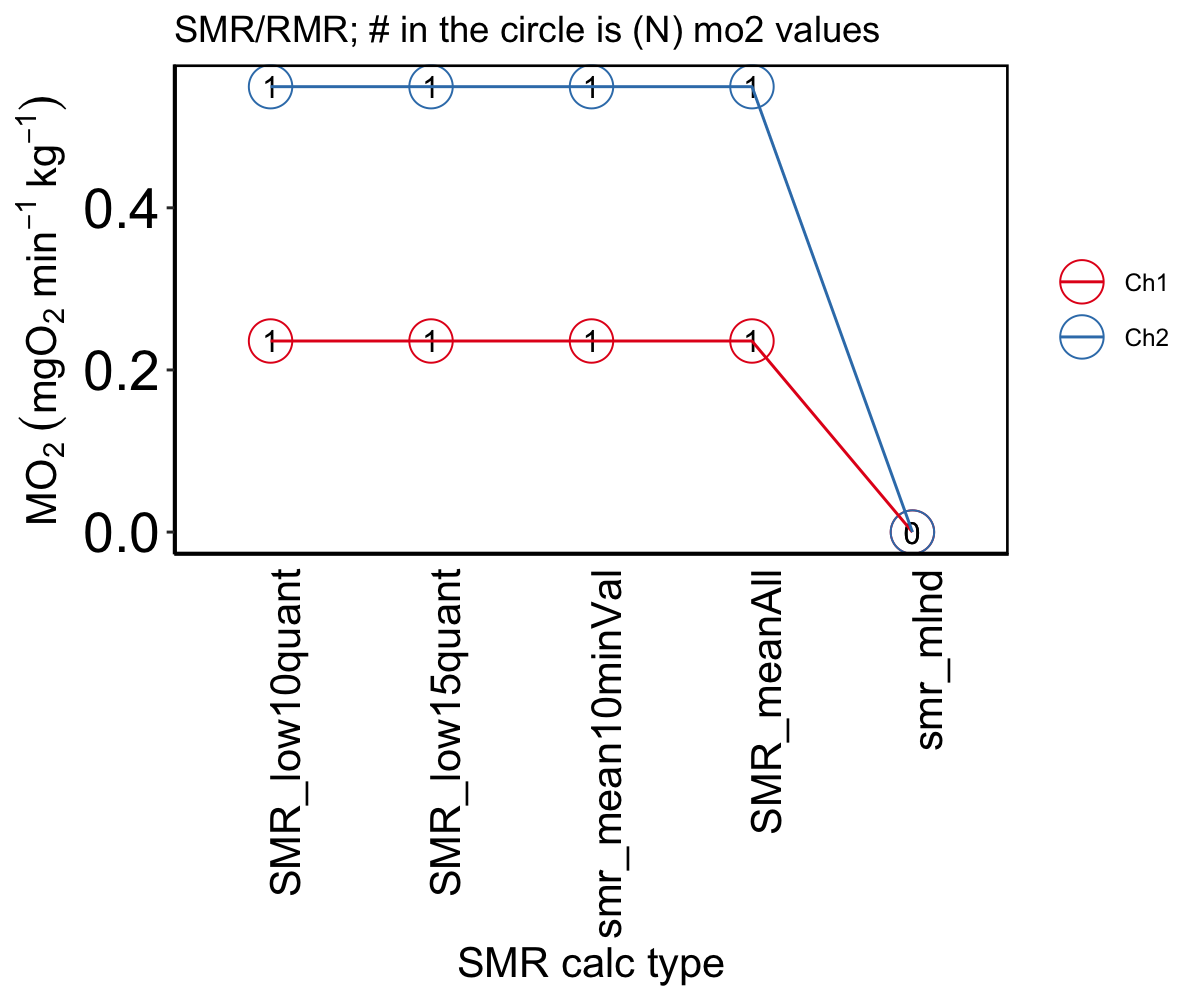 SMR/RMR; # in the circle is (N) mo2 values
MO₂ (mgO₂ min⁻¹ kg⁻¹)
0.4
0.2
0.0
1 1 1 1
1 1 1 1
0
Ch1
Ch2
SMR_low10quant
SMR_low15quant
smr_mean10minVal
SMR_meanAll
smr_mlnd
SMR calc type